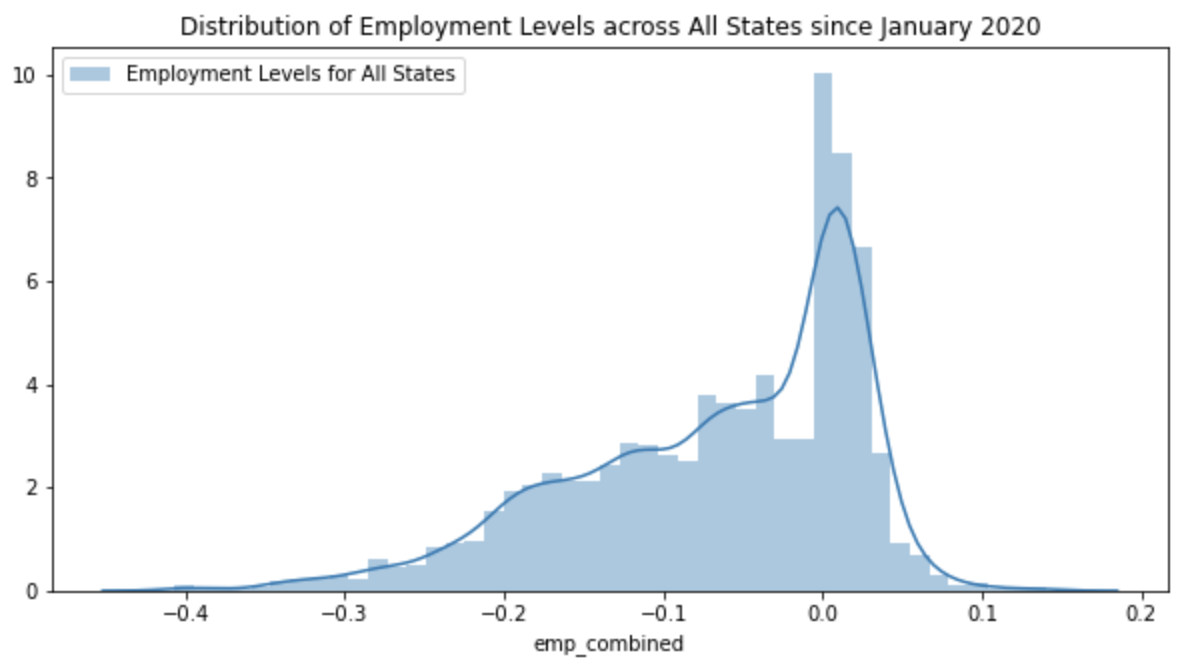 Distribution of Employment Levels across All States since January 2020
Employment Levels for All States
10
8
6
4
2
0
−0.4 −0.3 −0.2 −0.1 0.0 0.1 0.2
emp_combined